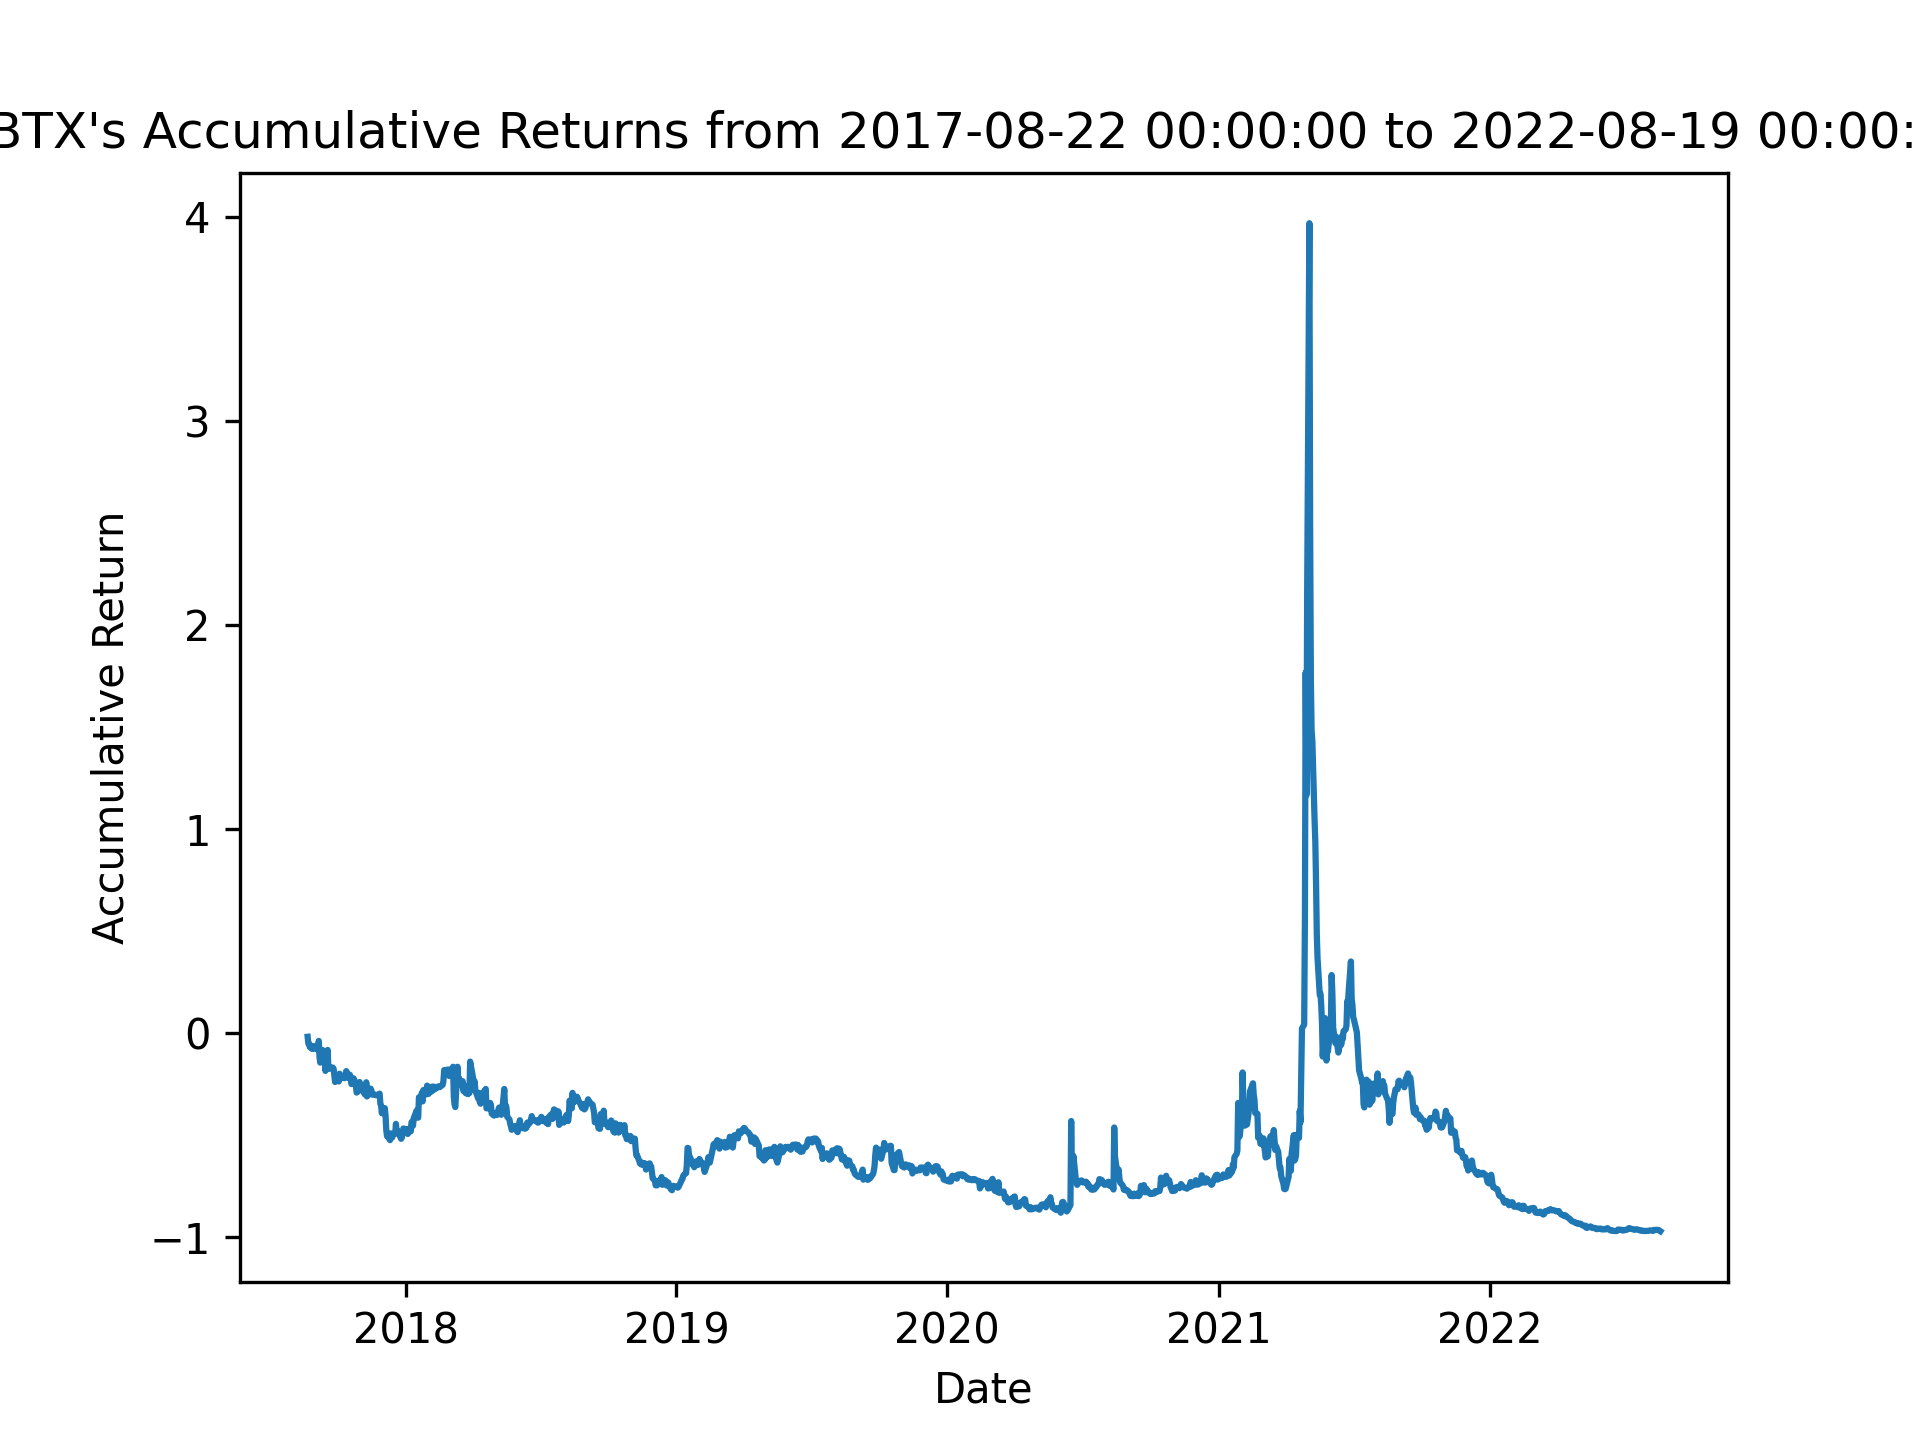 BTX's Accumulative Returns from 2017-08-22 00:00:00 to 2022-08-19 00:00:
4
3
2
1
0
−1
Accumulative Return
2018 2019 2020 2021 2022
Date